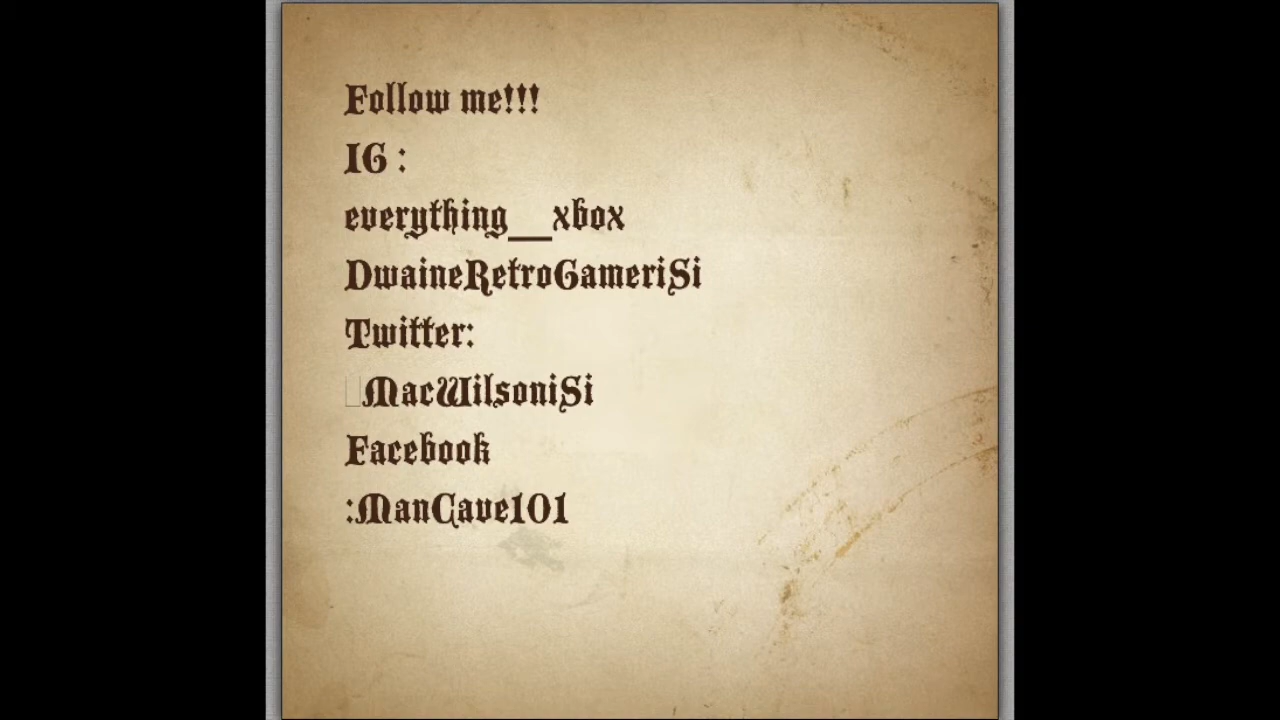 Follow me!!!
IG :
everything__xbox
DwaineRetroGameriSi
Twitter:
MacWilsoniSi
Facebook
:ManCave101